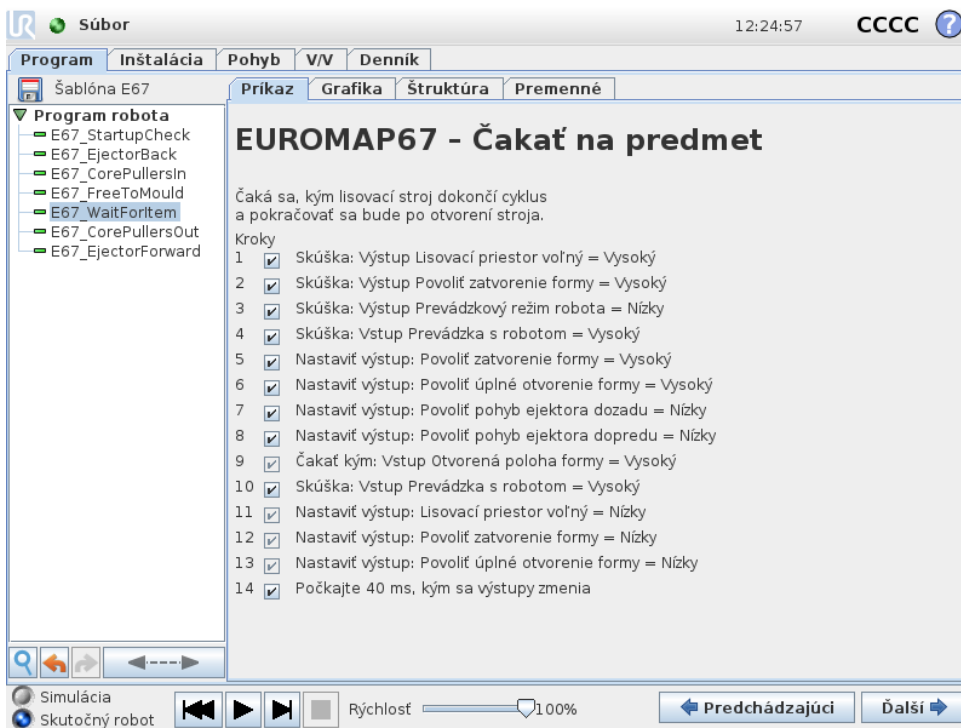 UR Súbor 12:24:57 CCCC ?
Program Inštalácia Pohyb V/V Denník
Šablóna E67 Príkaz Grafika Štruktúra Premenné
Program robota
E67_StartupCheck
E67_EjectorBack
E67_CorePullersIn
E67_FreeToMould
E67_WaitForItem
E67_CorePullersOut
E67_EjectorForward
EUROMAP67 – Čakať na predmet
Čaká sa, kým lisovací stroj dokončí cyklus
a pokračovať sa bude po otvorení stroja.
Kroky
1 Skúška: Výstup Lisovací priestor voľný = Vysoký
2 Skúška: Výstup Povoliť zatvorenie formy = Vysoký
3 Skúška: Výstup Prevádzkový režim robota = Nízky
4 Skúška: Vstup Prevádzka s robotom = Vysoký
5 Nastaviť výstup: Povoliť zatvorenie formy = Vysoký
6 Nastaviť výstup: Povoliť úplné otvorenie formy = Vysoký
7 Nastaviť výstup: Povoliť pohyb ejektora dozadu = Nízky
8 Nastaviť výstup: Povoliť pohyb ejektora dopredu = Nízky
9 Čakať kým: Vstup Otvorená poloha formy = Vysoký
10 Skúška: Vstup Prevádzka s robotom = Vysoký
11 Nastaviť výstup: Lisovací priestor voľný = Nízky
12 Nastaviť výstup: Povoliť zatvorenie formy = Nízky
13 Nastaviť výstup: Povoliť úplné otvorenie formy = Nízky
14 Počkajte 40 ms, kým sa výstupy zmenia
Simulácia
Skutočný robot
Rýchlosť 100%
Predchádzajúci Ďalší